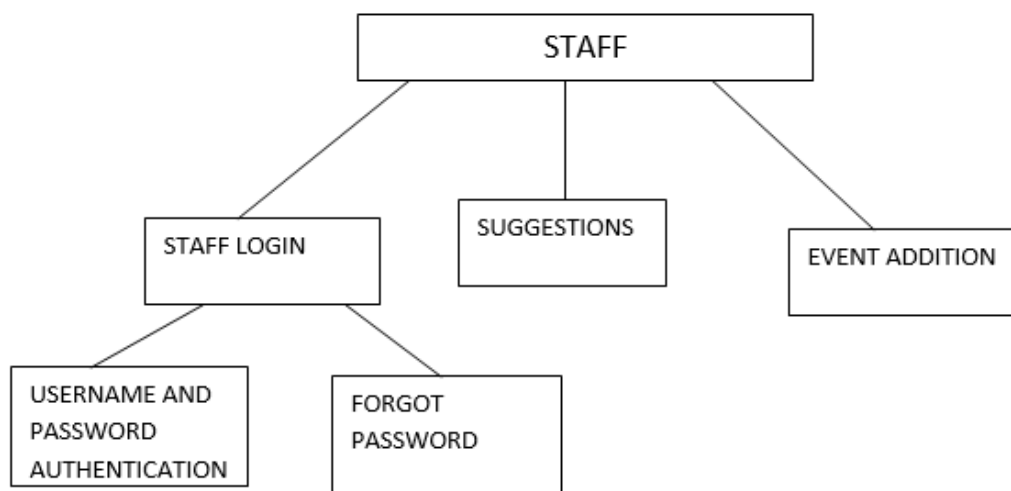 STAFF
STAFF LOGIN
SUGGESTIONS
EVENT ADDITION
USERNAME AND
PASSWORD
AUTHENTICATION
FORGOT
PASSWORD